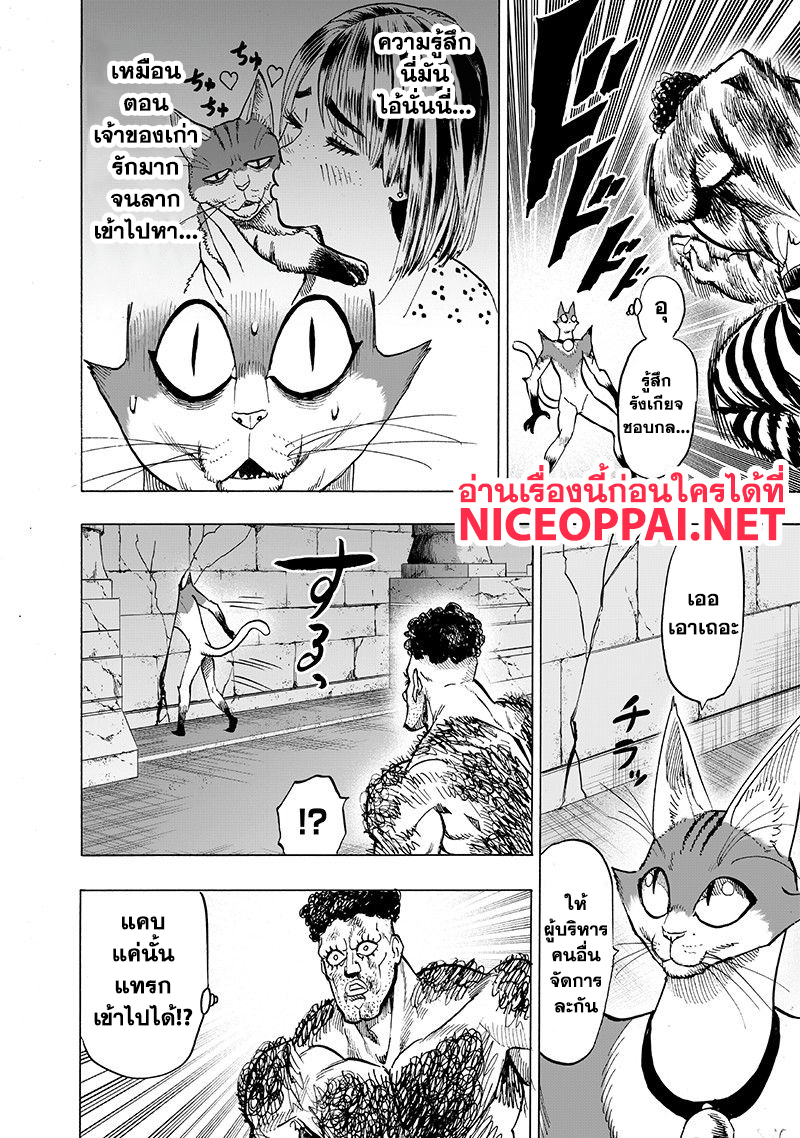 ドドドド
อุ
รู้สึก
รังเกียจ
ชอบกล...
ความรู้สึก
นี่มัน
ไอ้นั่นนี่...
ちゅ♡
ちゅ♡
เหมือน
ตอน
เจ้าของเก่า
รักมาก
จนลาก
เข้าไปหา...
อ่านเรื่องนี้ก่อนใครได้ที่
NICEOPPAI.NET
เออ
เอาเถอะ
チラッ
ให้
ผู้บริหาร
คนอื่น
จัดการ
ละกัน
する、
!?
แคบ
แค่นั้น
แทรก
เข้าไปได้!?